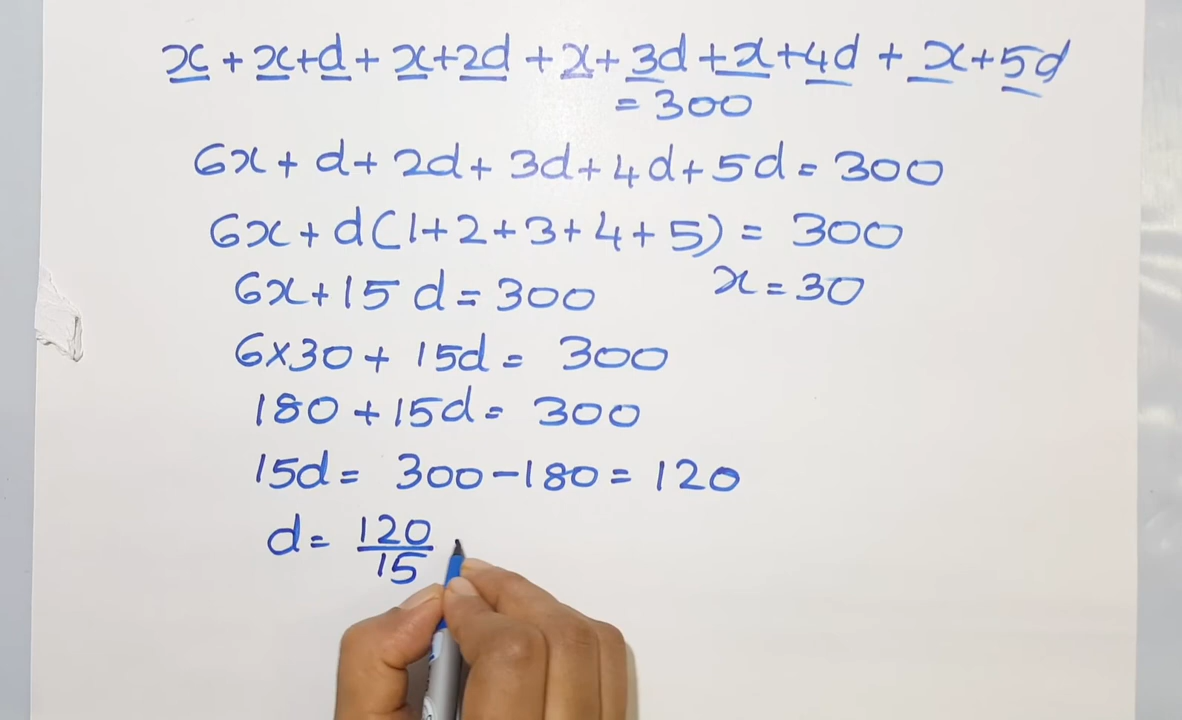 x + x+d + x+2d + x+ 3d +x+4d + x+5d
= 300
6x + d+ 2d+ 3d+4d+5d = 300
6x + d(1+2+3+4+5) = 300
6x+15 d = 300 x = 30
6×30 + 15d = 300
180 +15d = 300
15d = 300-180 = 120
d = 120/15